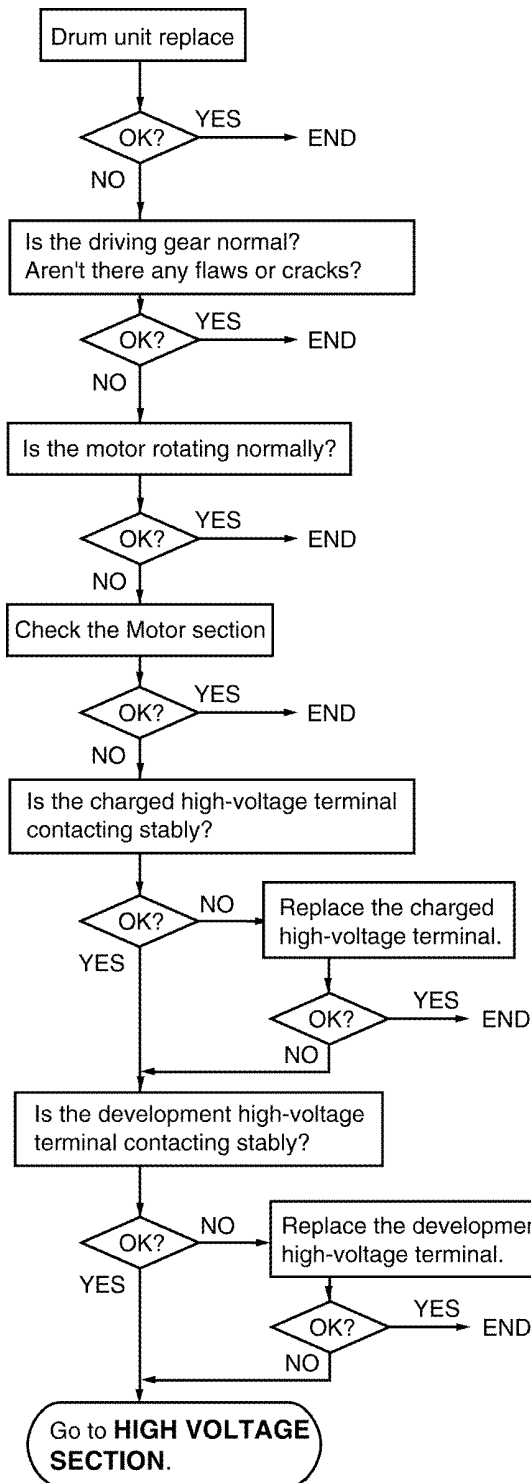 Drum unit replace
OK?
YES
END
NO
Is the driving gear normal?
Aren't there any flaws or cracks?
OK?
YES
END
NO
Is the motor rotating normally?
OK?
YES
END
NO
Check the Motor section
OK?
YES
END
NO
Is the charged high-voltage terminal
contacting stably?
OK?
NO
Replace the charged
high-voltage terminal.
YES
OK?
YES
END
NO
Is the development high-voltage
terminal contacting stably?
OK?
NO
Replace the development
high-voltage terminal.
YES
OK?
YES
END
NO
Go to HIGH VOLTAGE
SECTION.